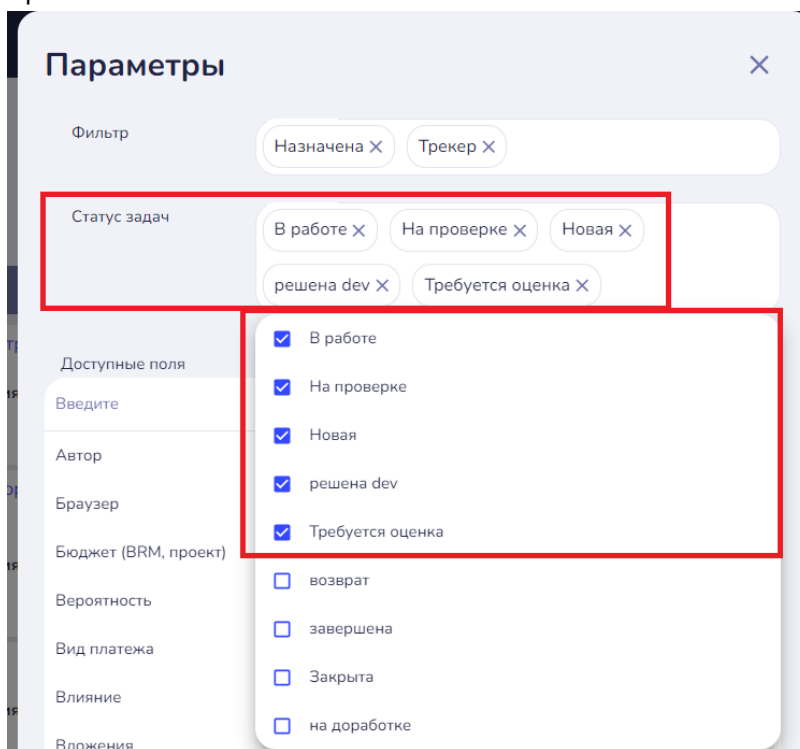 Параметры
Фильтр
Назначена Трекер
Статус задач
В работе На проверке Новая
решена dev Требуется оценка
В работе
На проверке
Новая
решена dev
Требуется оценка
возврат
завершена
Закрыта
на доработке
Доступные поля
Введите
Автор
Браузер
Бюджет (BRM, проект)
Вероятность
Вид платежа
Влияние
Вложения